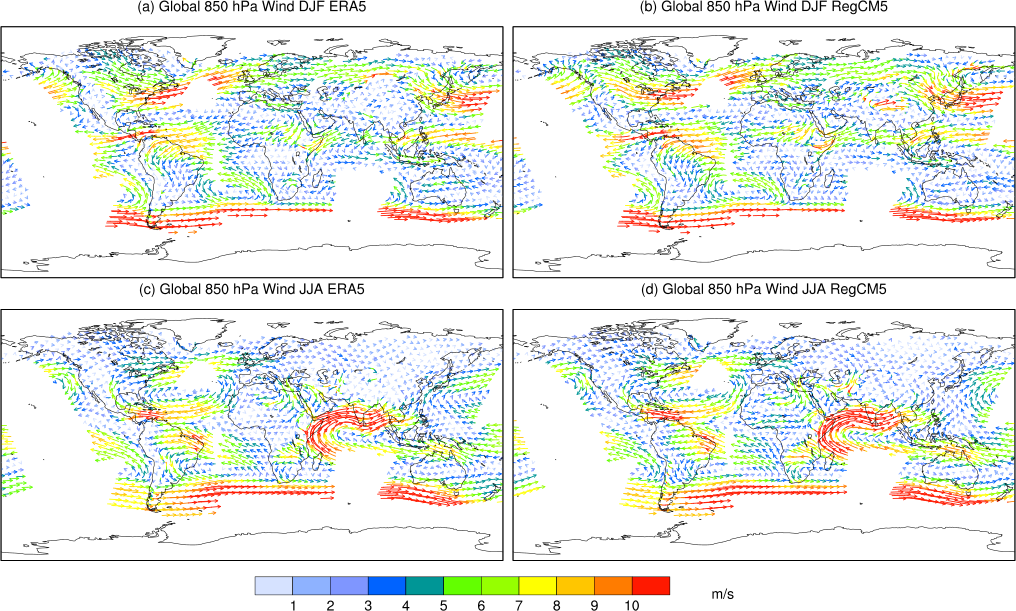 (a) Global 850 hPa Wind DJF ERA5
(b) Global 850 hPa Wind DJF RegCM5
(c) Global 850 hPa Wind JJA ERA5
(d) Global 850 hPa Wind JJA RegCM5
1 2 3 4 5 6 7 8 9 10 m/s